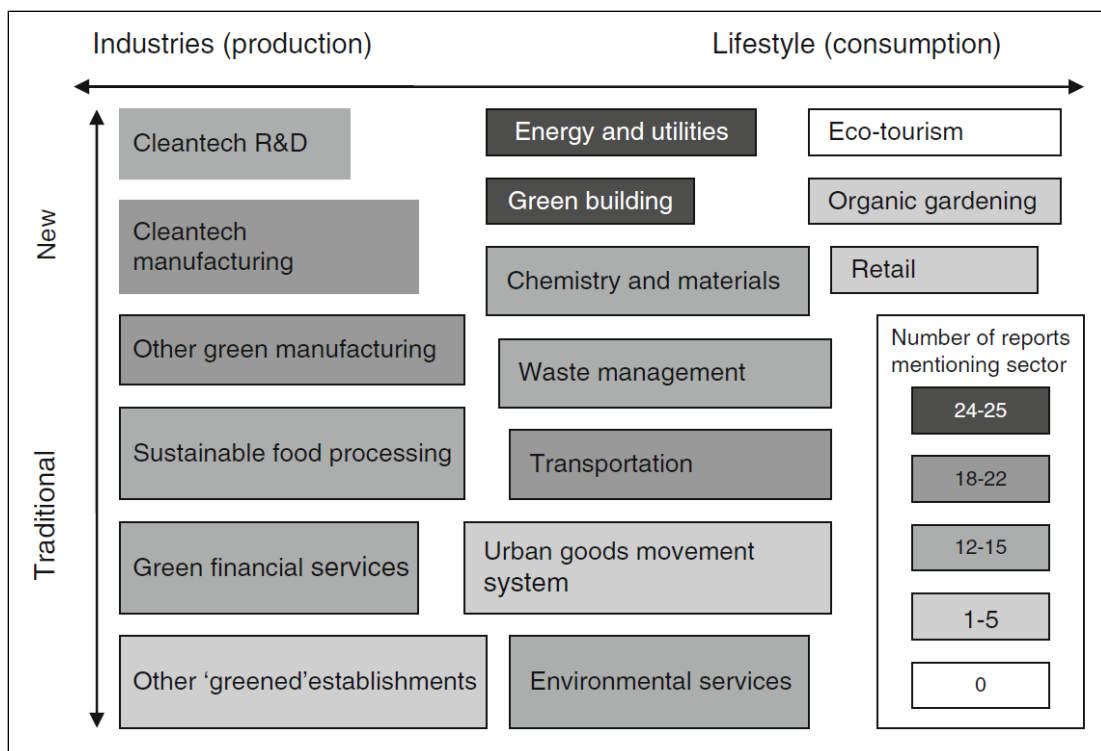 Industries (production)
Lifestyle (consumption)
New
Traditional
Cleantech R&D
Cleantech
manufacturing
Other green manufacturing
Sustainable food processing
Green financial services
Other ‘greened’establishments
Energy and utilities
Green building
Chemistry and materials
Waste management
Transportation
Urban goods movement
system
Environmental services
Eco-tourism
Organic gardening
Retail
Number of reports
mentioning sector
24-25
18-22
12-15
1-5
0